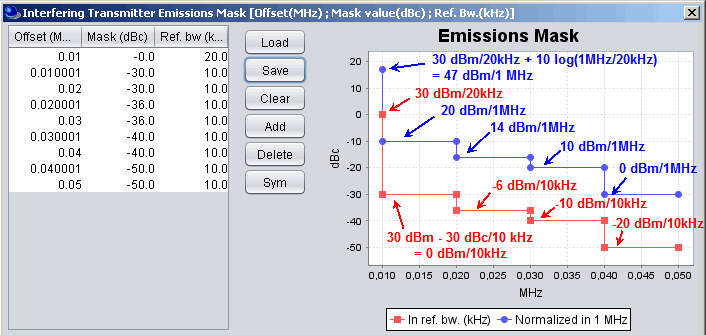 Interfering Transmitter Emissions Mask [Offset(MHz) ; Mask value(dBc) ; Ref. Bw.(kHz)]
Offset (M... Mask (dBc) Ref. bw (k...
0.01 -0.0 20.0
0.010001 -30.0 10.0
0.02 -30.0 10.0
0.020001 -36.0 10.0
0.03 -36.0 10.0
0.030001 -40.0 10.0
0.04 -40.0 10.0
0.040001 -50.0 10.0
0.05 -50.0 10.0
Load
Save
Clear
Add
Delete
Sym
Emissions Mask
30 dBm/20kHz + 10 log(1MHz/20kHz)
= 47 dBm/1 MHz
30 dBm/20kHz
20 dBm/1MHz
14 dBm/1MHz
10 dBm/1MHz
0 dBm/1MHz
-6 dBm/10kHz
-10 dBm/10kHz
-20 dBm/10kHz
30 dBm - 30 dBc/10 kHz
= 0 dBm/10kHz
dBc
20
10
0
-10
-20
-30
-40
-50
0,010 0,015 0,020 0,025 0,030 0,035 0,040 0,045 0,050
MHz
In ref. bw. (kHz) Normalized in 1 MHz